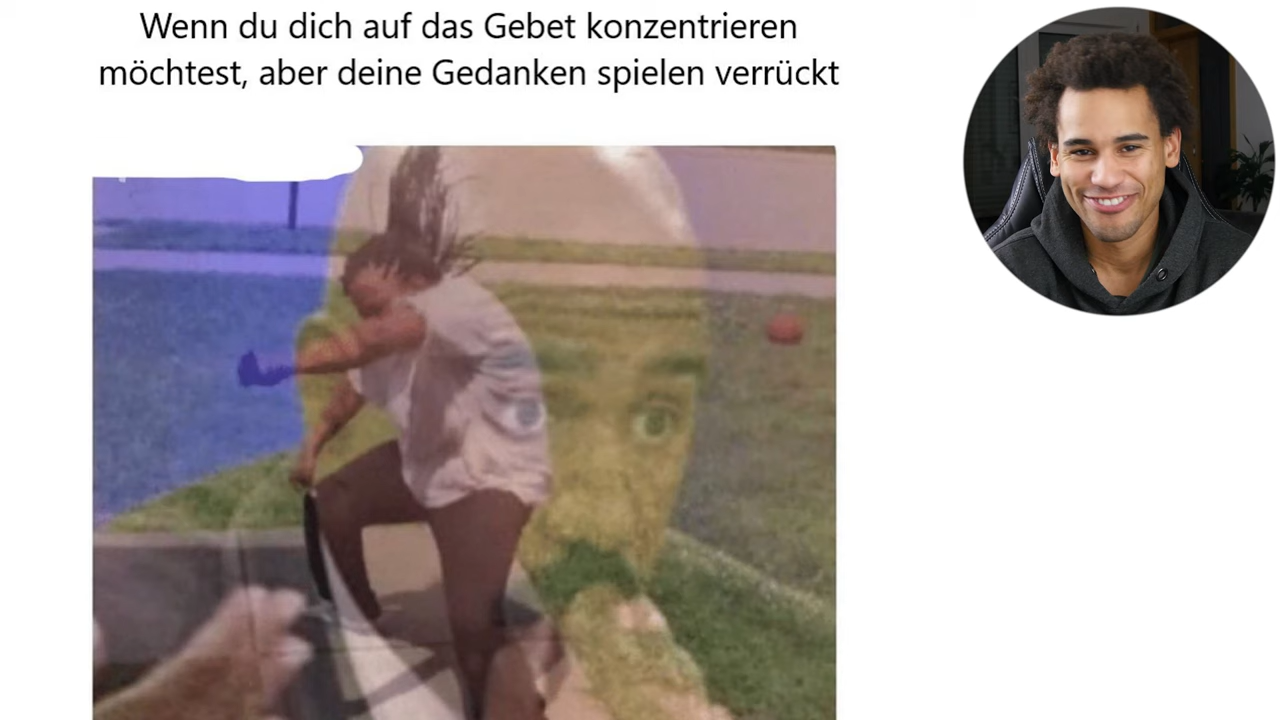 Wenn du dich auf das Gebet konzentrieren
möchtest, aber deine Gedanken spielen verrückt